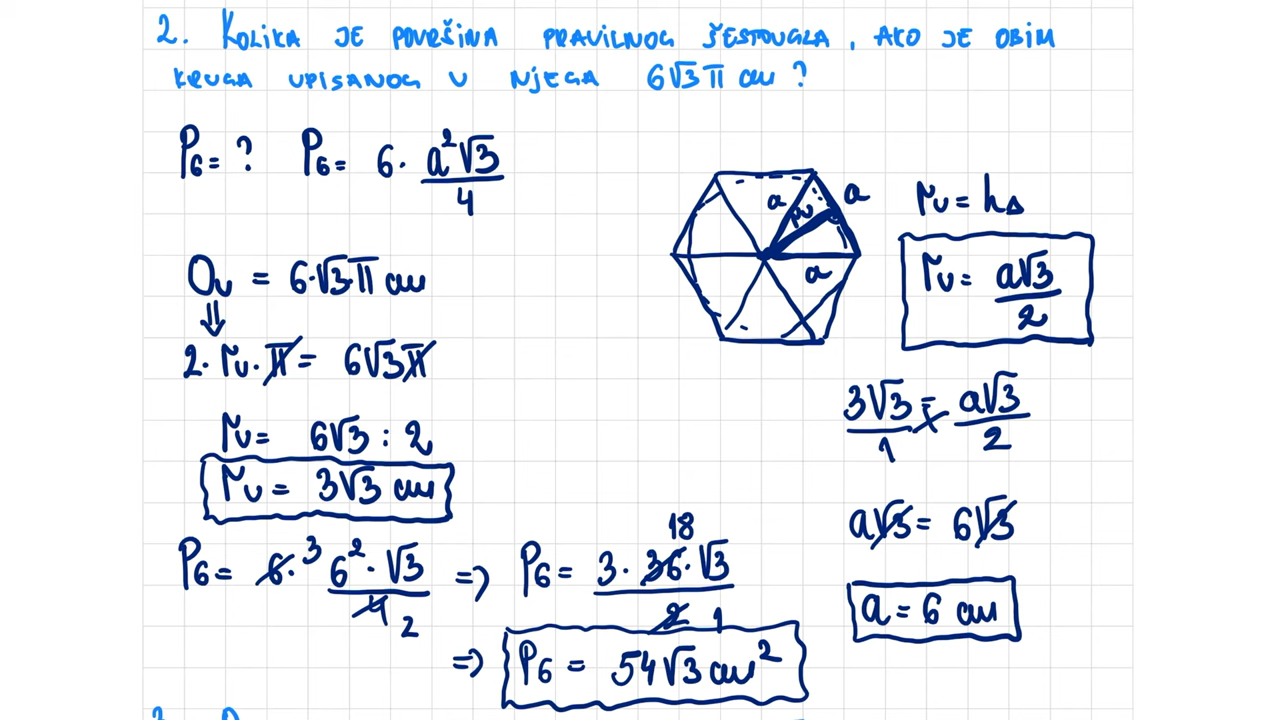 2. KOLIKA JE POVRŠINA PRAVILNOG ŠESTOUGLA, AKO JE OBIM
KRUGA UPISANOG U NJEGA 6√3π cm?
P6 = ? P6 = 6 · a²√3/4
Ou = 6·√3·π cm
⇓
2 · ru · π = 6√3π
ru = 6√3 : 2
ru = 3√3 cm
a
a
ru
a
ru = h△
ru = a√3/2
3√3/1 = a√3/2
a√3 = 6√3
a = 6 cm
P6 = 6 · 3 6² · √3/4 2 => P6 = 3 · 36 18 · √3/2 1
=> P6 = 54√3 cm²